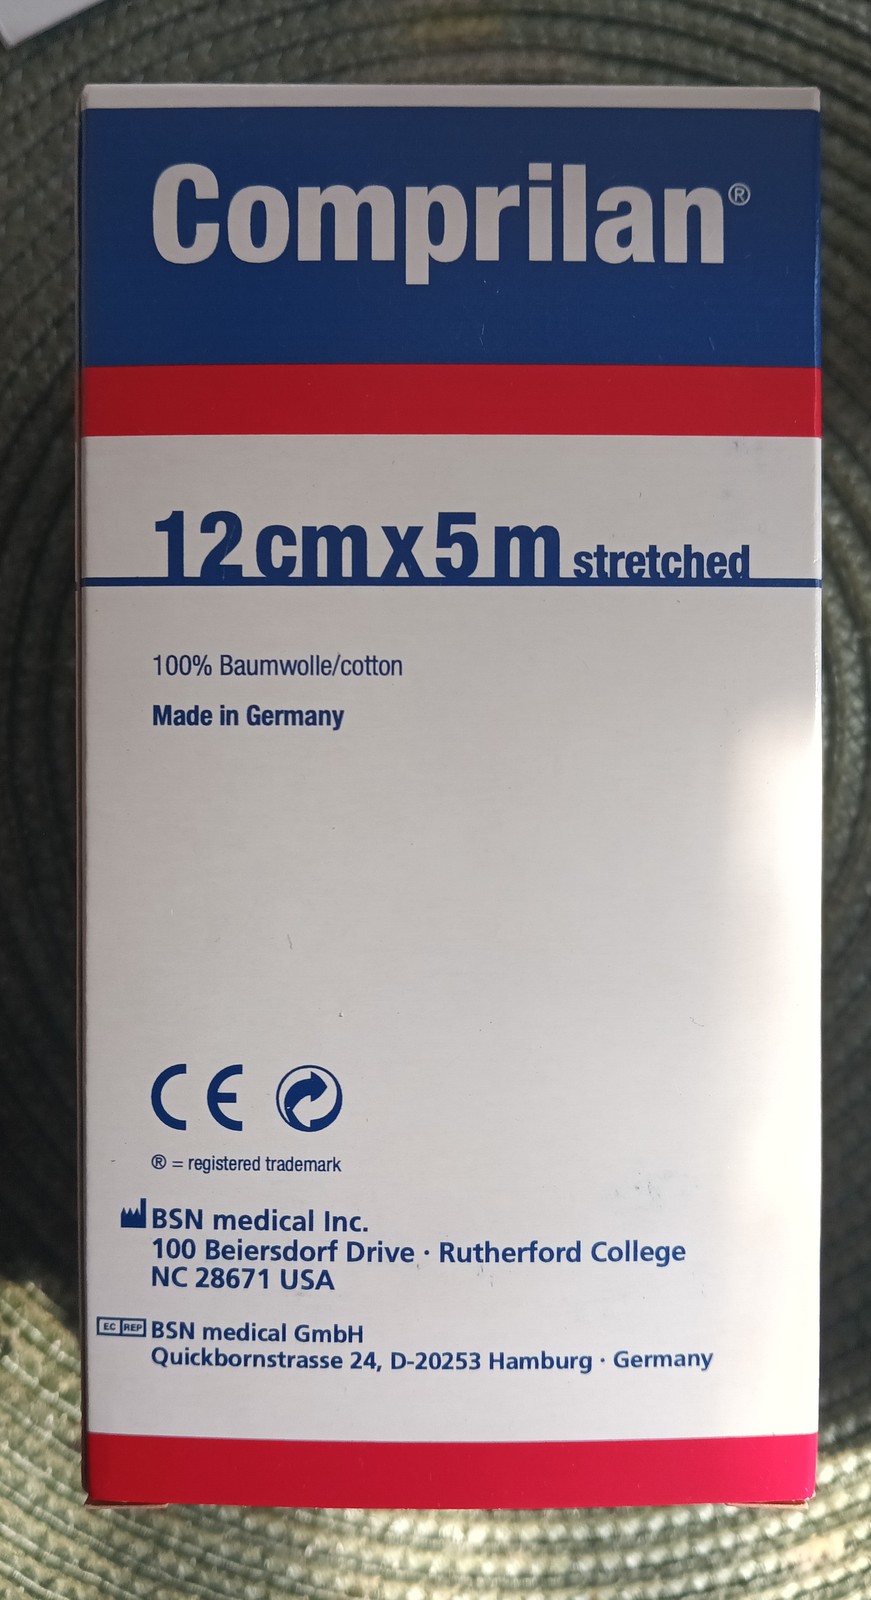 Comprilan®
12 cm x 5 m stretched
100% Baumwolle/cotton
Made in Germany
CE
® = registered trademark
BSN medical Inc.
100 Beiersdorf Drive · Rutherford College
NC 28671 USA
EC REP BSN medical GmbH
Quickbornstrasse 24, D-20253 Hamburg · Germany